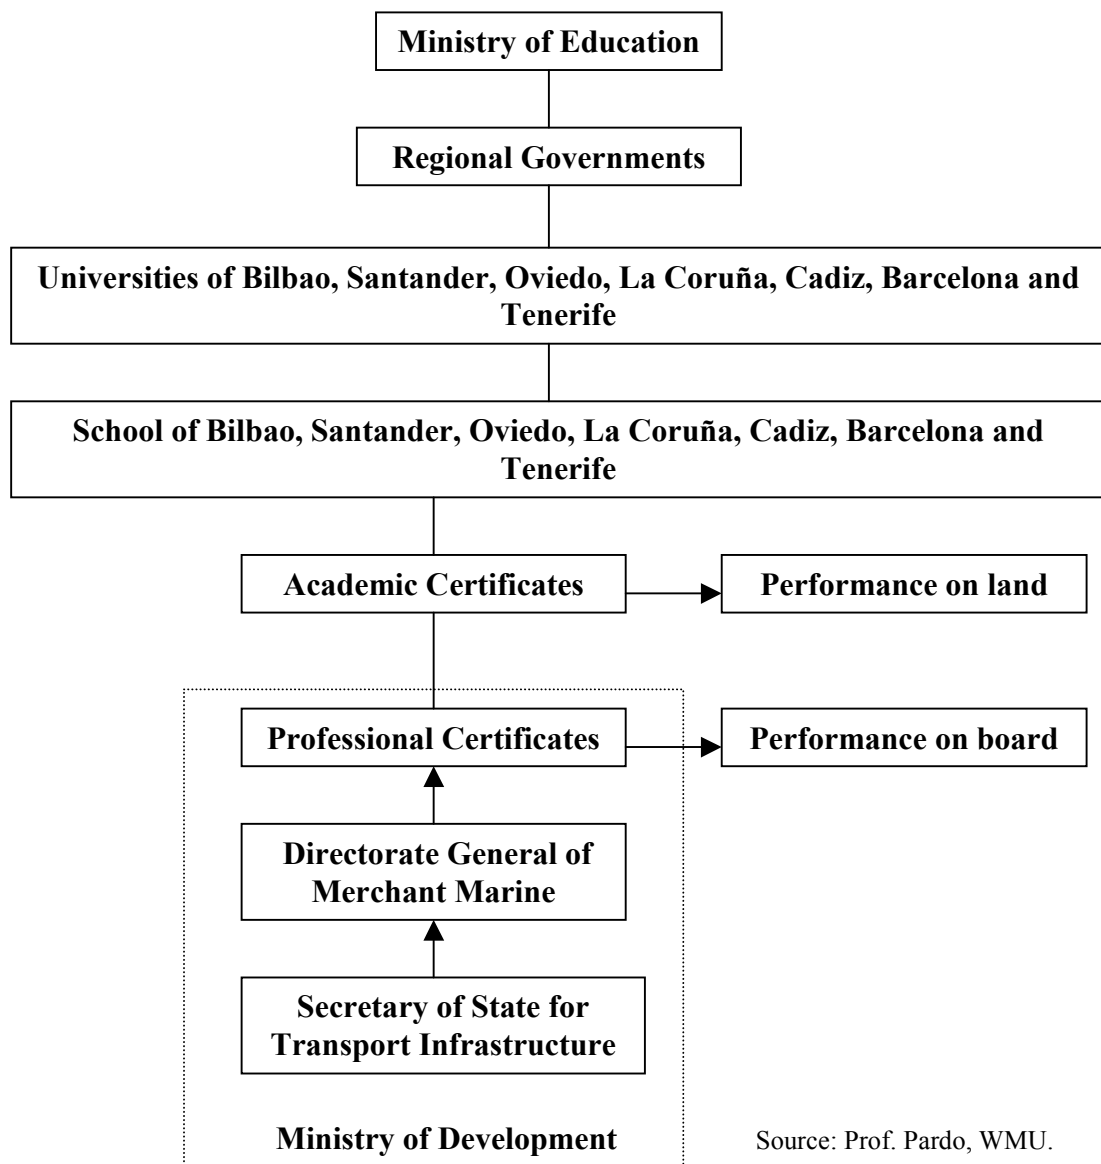 Ministry of Education
Regional Governments
Universities of Bilbao, Santander, Oviedo, La Coruña, Cadiz, Barcelona and
Tenerife
School of Bilbao, Santander, Oviedo, La Coruña, Cadiz, Barcelona and
Tenerife
Academic Certificates
Performance on land
Professional Certificates
Performance on board
Directorate General of
Merchant Marine
Secretary of State for
Transport Infrastructure
Ministry of Development
Source: Prof. Pardo, WMU.